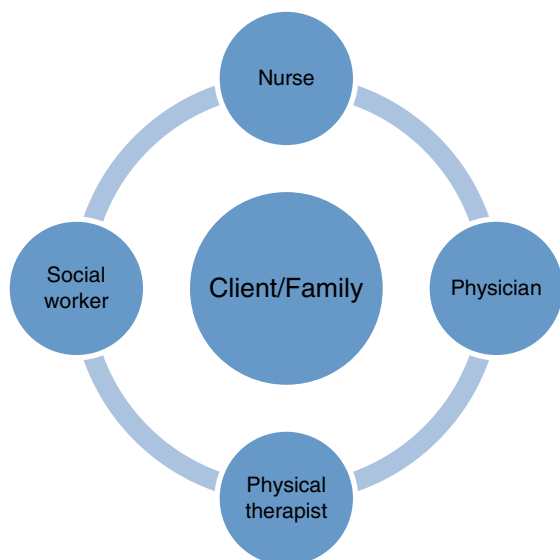 Nurse
Social
worker
Client/Family
Physician
Physical
therapist